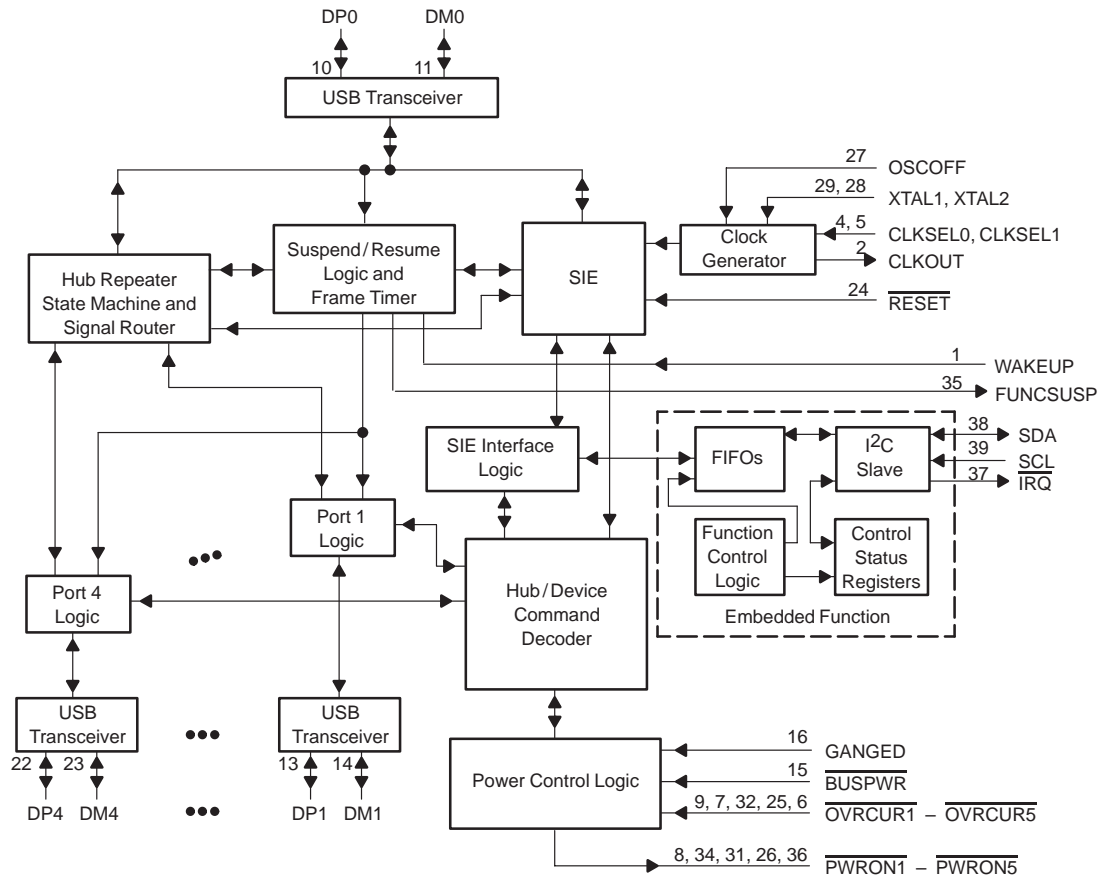 DP0 DM0
10 11
USB Transceiver
27 OSCOFF
29, 28 XTAL1, XTAL2
4, 5 CLKSEL0, CLKSEL1
2 CLKOUT
Clock
Generator
Suspend/Resume
Logic and
Frame Timer
SIE
Hub Repeater
State Machine and
Signal Router
24 RESET
1 WAKEUP
35 FUNCSUSP
SIE Interface
Logic
FIFOs
I2C
Slave
38 SDA
39 SCL
37 IRQ
Port 1
Logic
Function
Control
Logic
Control
Status
Registers
Embedded Function
Port 4
Logic
•••
Hub/Device
Command
Decoder
USB
Transceiver
•••
USB
Transceiver
22 23
13 14
DP4 DM4
•••
DP1 DM1
Power Control Logic
16 GANGED
15 BUSPWR
9, 7, 32, 25, 6 OVRCUR1 – OVRCUR5
8, 34, 31, 26, 36 PWRON1 – PWRON5